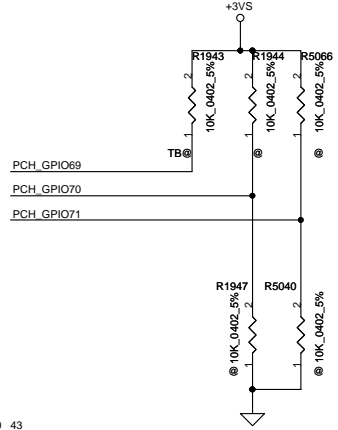 +3VS
R1943 R1944 R5066
2 2 2
10K_0402_5% 10K_0402_5% 10K_0402_5%
1 1 1
TB@ @ @
PCH_GPIO69
PCH_GPIO70
PCH_GPIO71
R1947 R5040
2 2
@ 10K_0402_5% @ 10K_0402_5%
1 1
43